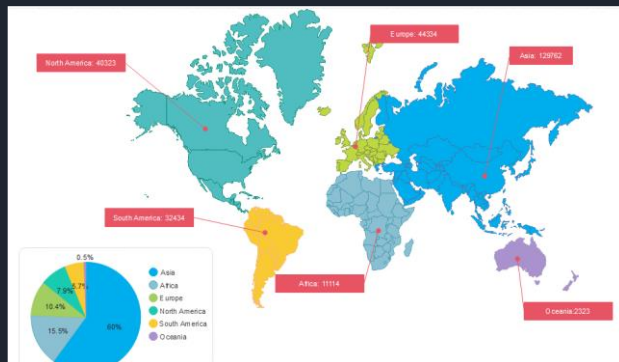 Europe: 44334
Asia: 129762
North America: 40323
South America: 32434
Africa: 11114
Oceania:2323
0.5%
5.7%
7.9%
10.4%
15.5%
60%
Asia
Africa
Europe
North America
South America
Oceania